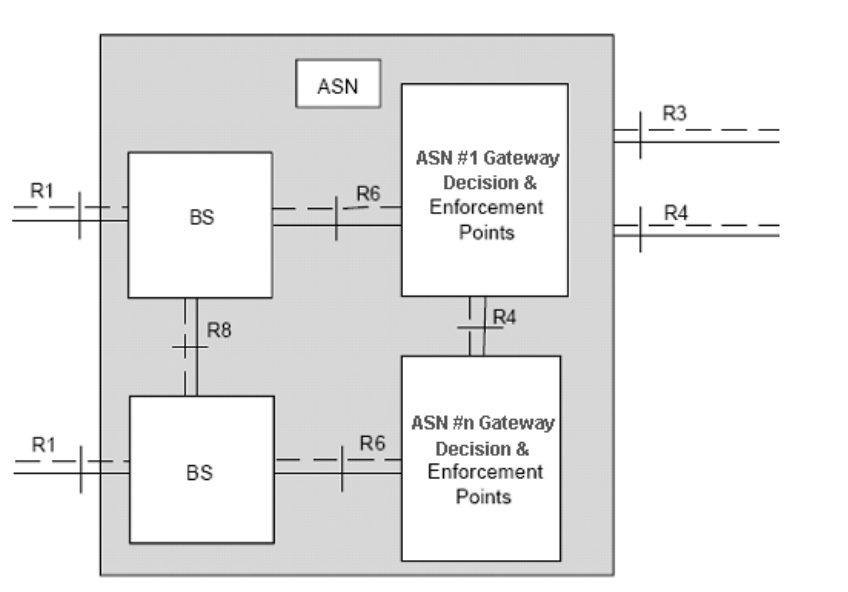 ASN
R3
ASN #1 Gateway
Decision &
Enforcement
Points
R1
BS
R6
R4
R8
R4
R1
BS
R6
ASN #n Gateway
Decision &
Enforcement
Points